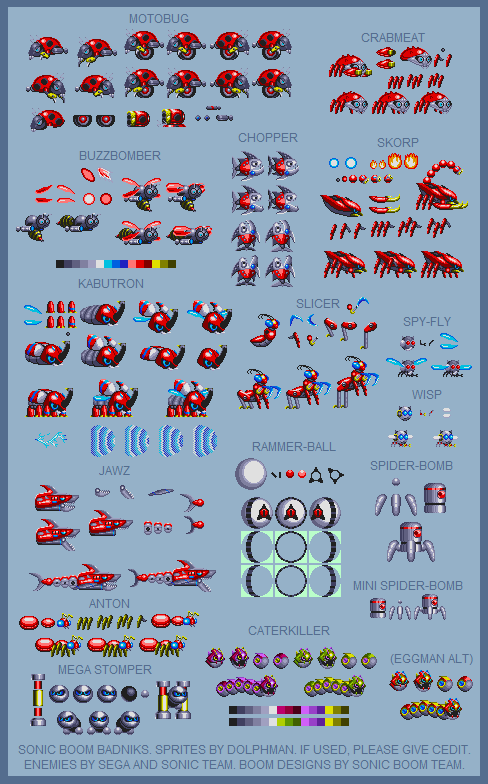 MOTOBUG
CRABMEAT
CHOPPER
SKORP
BUZZBOMBER
KABUTRON
SLICER
SPY-FLY
WISP
RAMMER-BALL
SPIDER-BOMB
JAWZ
MINI SPIDER-BOMB
ANTON
CATERKILLER
(EGGMAN ALT)
MEGA STOMPER
SONIC BOOM BADNIKS. SPRITES BY DOLPHMAN. IF USED, PLEASE GIVE CEDIT.
ENEMIES BY SEGA AND SONIC TEAM. BOOM DESIGNS BY SONIC BOOM TEAM.